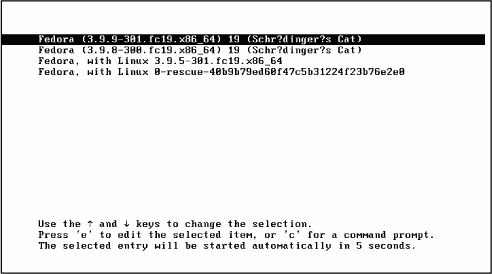 Fedora (3.9.9-301.fc19.x86_64) 19 (Schr?dinger?s Cat)
Fedora (3.9.8-300.fc19.x86_64) 19 (Schr?dinger?s Cat)
Fedora, with Linux 3.9.5-301.fc19.x86_64
Fedora, with Linux 0-rescue-40b9b79ed60f47c5b31224f23b76e2e0
Use the ↑ and ↓ keys to change the selection.
Press 'e' to edit the selected item, or 'c' for a command prompt.
The selected entry will be started automatically in 5 seconds.